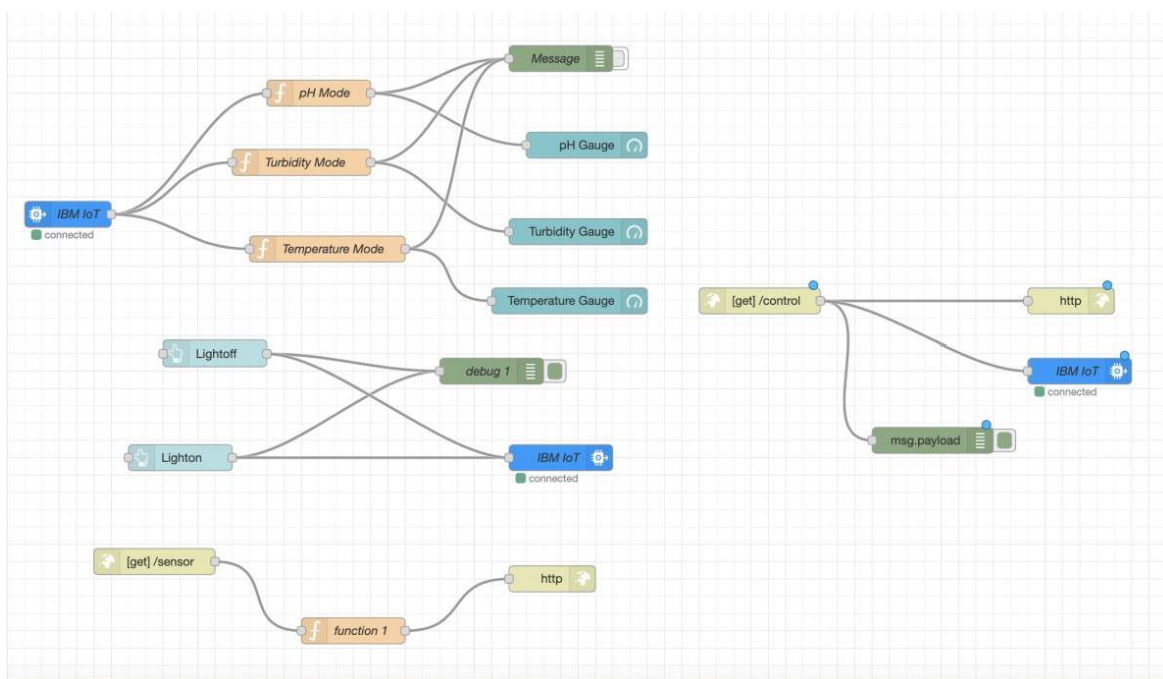 Message
pH Mode
pH Gauge
Turbidity Mode
IBM IoT
connected
Turbidity Gauge
Temperature Mode
Temperature Gauge
[get] /control
http
Lightoff
debug 1
IBM IoT
connected
msg.payload
Lighton
IBM IoT
connected
[get] /sensor
http
function 1